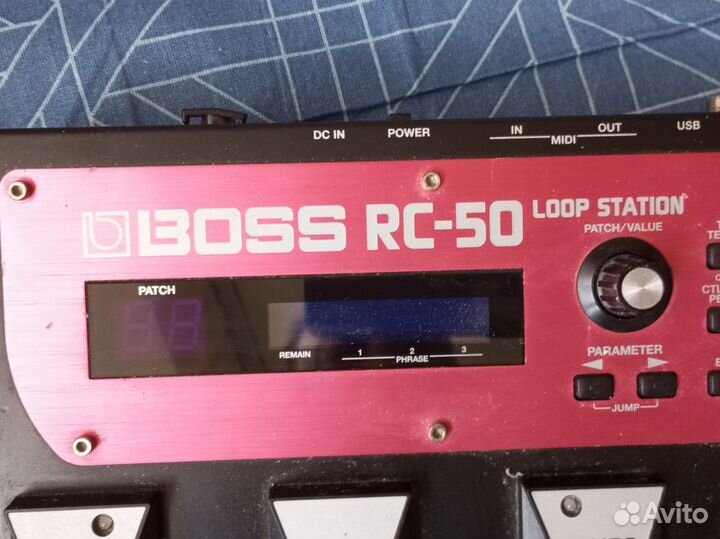 DC IN POWER IN MIDI OUT USB
BOSS RC-50 LOOP STATION
PATCH/VALUE
PATCH
REMAIN 1 2 3
PHRASE
PARAMETER
JUMP
Avito